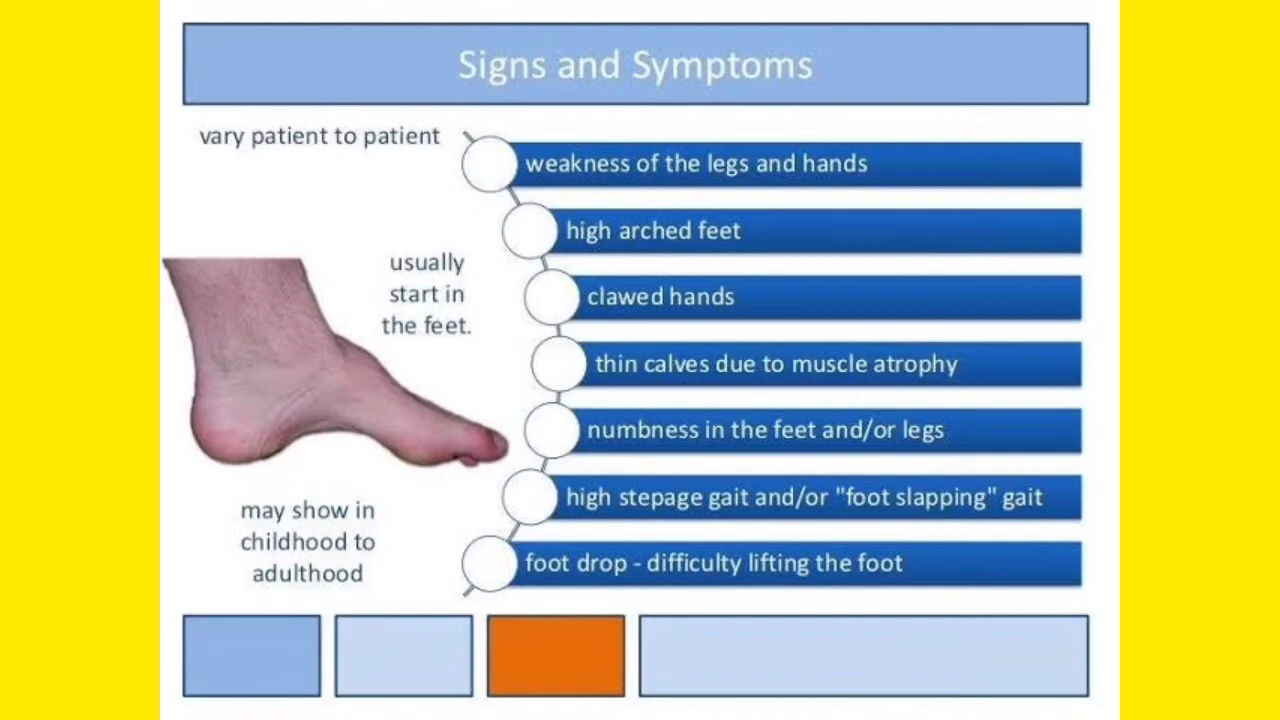 Signs and Symptoms
vary patient to patient
weakness of the legs and hands
high arched feet
usually
start in
the feet.
clawed hands
thin calves due to muscle atrophy
numbness in the feet and/or legs
high stepage gait and/or "foot slapping" gait
may show in
childhood to
adulthood
foot drop - difficulty lifting the foot